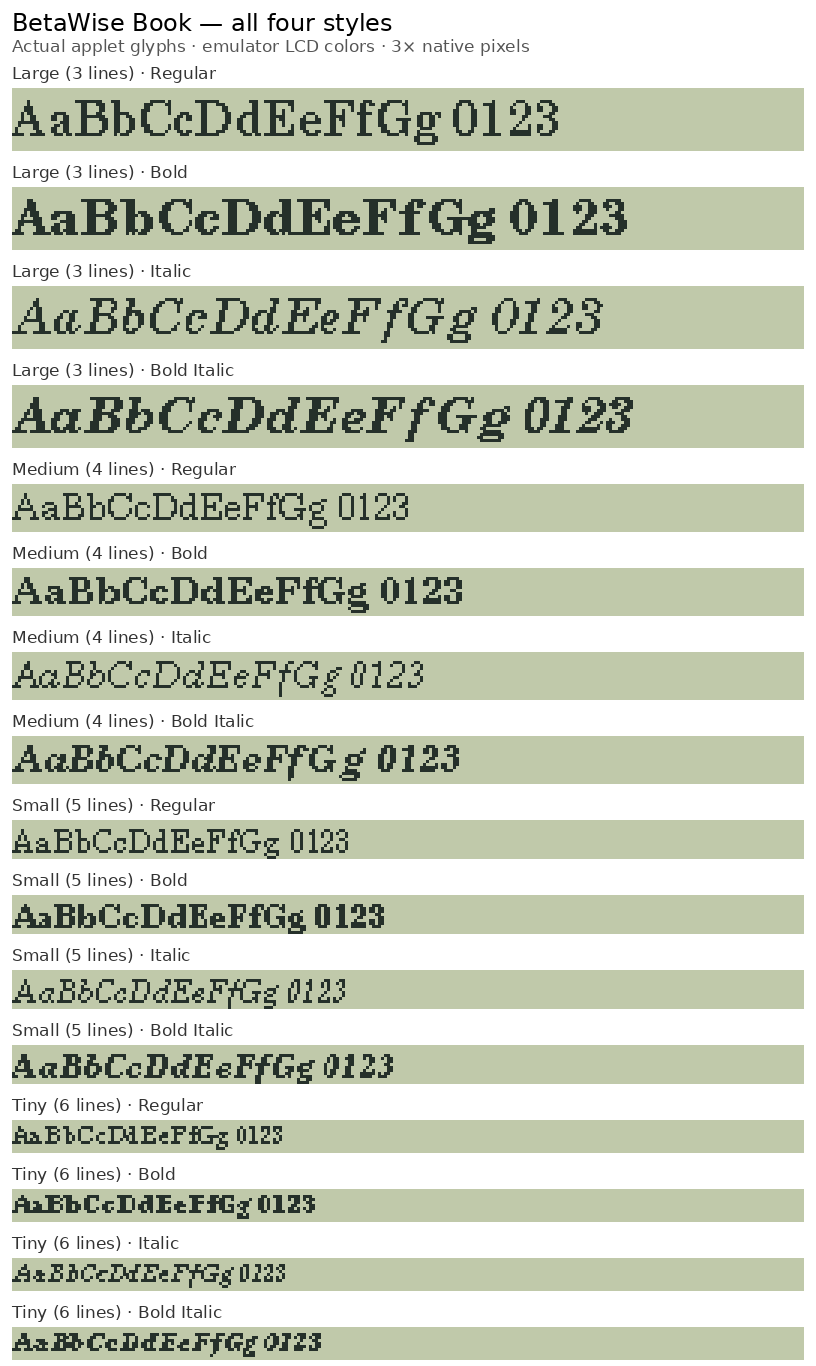 BetaWise Book — all four styles
Actual applet glyphs · emulator LCD colors · 3× native pixels
Large (3 lines) · Regular
AaBbCcDdEeFfGg 0123
Large (3 lines) · Bold
AaBbCcDdEeFfGg 0123
Large (3 lines) · Italic
AaBbCcDdEeFfGg 0123
Large (3 lines) · Bold Italic
AaBbCcDdEeFfGg 0123
Medium (4 lines) · Regular
AaBbCcDdEeFfGg 0123
Medium (4 lines) · Bold
AaBbCcDdEeFfGg 0123
Medium (4 lines) · Italic
AaBbCcDdEeFfGg 0123
Medium (4 lines) · Bold Italic
AaBbCcDdEeFfGg 0123
Small (5 lines) · Regular
AaBbCcDdEeFfGg 0123
Small (5 lines) · Bold
AaBbCcDdEeFfGg 0123
Small (5 lines) · Italic
AaBbCcDdEeFfGg 0123
Small (5 lines) · Bold Italic
AaBbCcDdEeFfGg 0123
Tiny (6 lines) · Regular
AaBbCcDdEeFfGg 0123
Tiny (6 lines) · Bold
AaBbCcDdEeFfGg 0123
Tiny (6 lines) · Italic
AaBbCcDdEeFfGg 0123
Tiny (6 lines) · Bold Italic
AaBbCcDdEeFfGg 0123